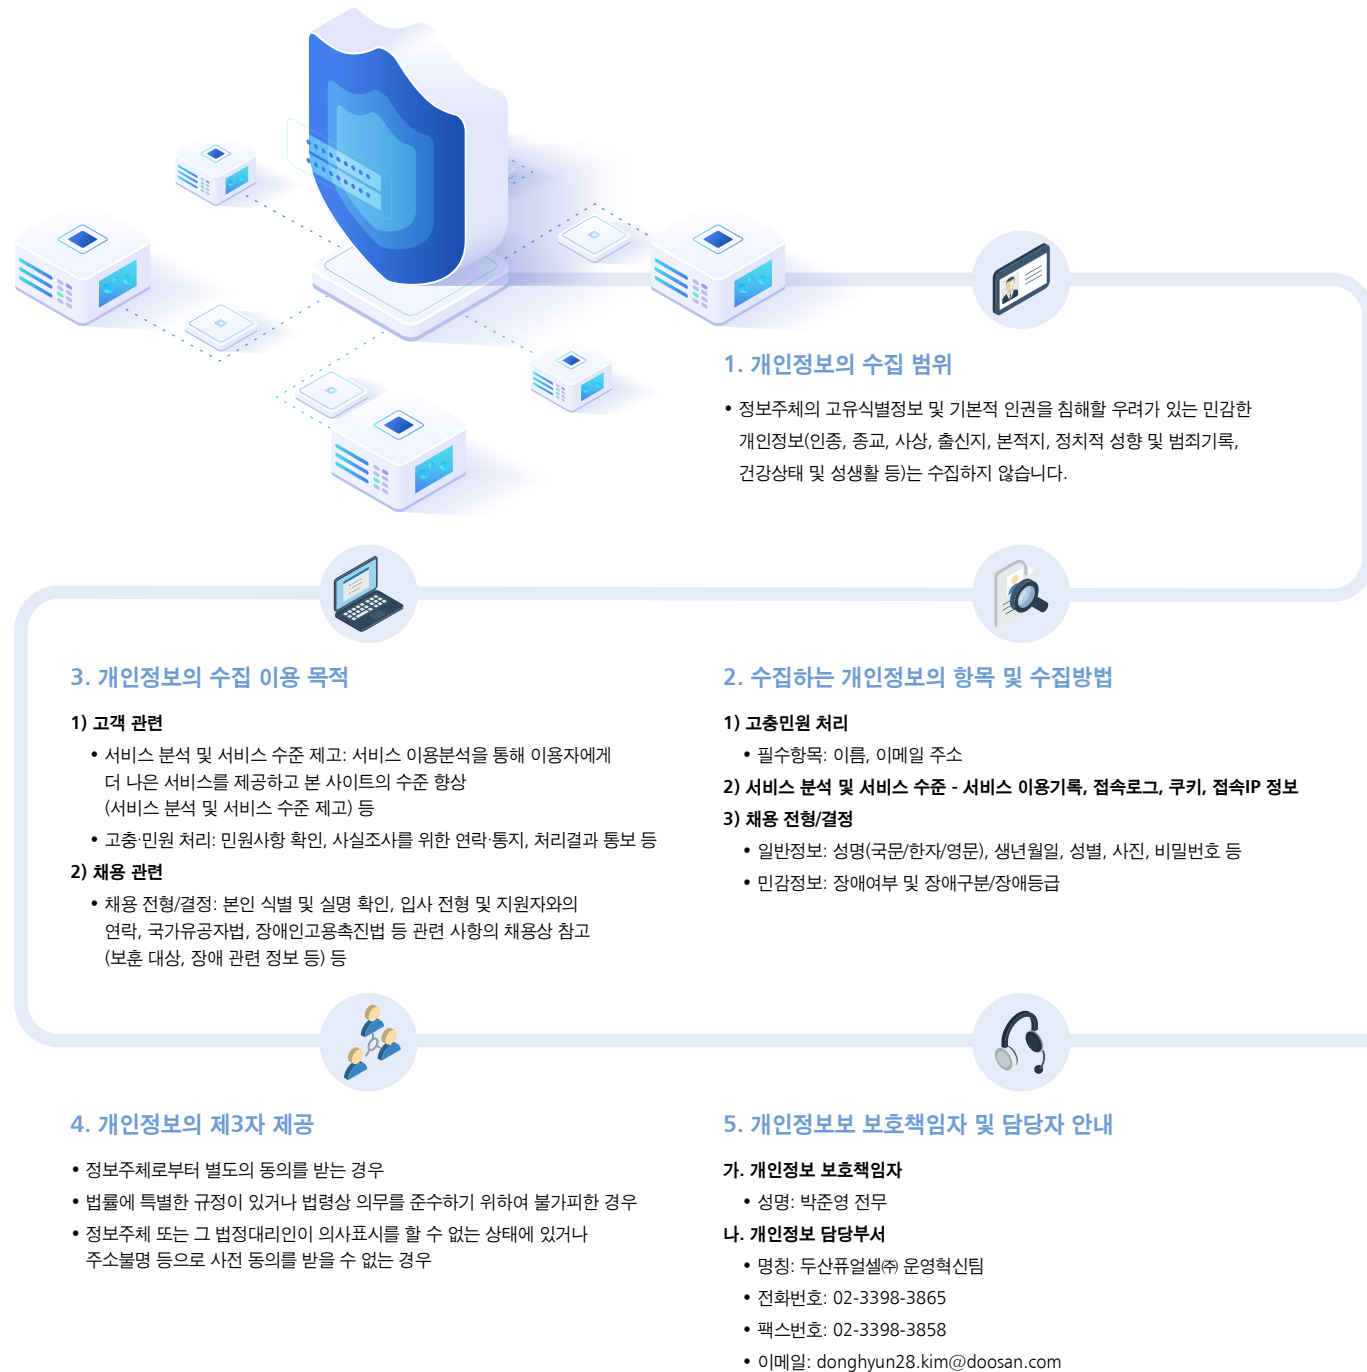 1. 개인정보의 수집 범위
• 정보주체의 고유식별정보 및 기본적 인권을 침해할 우려가 있는 민감한
개인정보(인종, 종교, 사상, 출신지, 본적지, 정치적 성향 및 범죄기록,
건강상태 및 성생활 등)는 수집하지 않습니다.
2. 수집하는 개인정보의 항목 및 수집방법
1) 고충민원 처리
• 필수항목: 이름, 이메일 주소
2) 서비스 분석 및 서비스 수준 - 서비스 이용기록, 접속로그, 쿠키, 접속IP 정보
3) 채용 전형/결정
• 일반정보: 성명(국문/한자/영문), 생년월일, 성별, 사진, 비밀번호 등
• 민감정보: 장애여부 및 장애구분/장애등급
3. 개인정보의 수집 이용 목적
1) 고객 관련
• 서비스 분석 및 서비스 수준 제고: 서비스 이용분석을 통해 이용자에게
더 나은 서비스를 제공하고 본 사이트의 수준 향상
(서비스 분석 및 서비스 수준 제고) 등
• 고충·민원 처리: 민원사항 확인, 사실조사를 위한 연락·통지, 처리결과 통보 등
2) 채용 관련
• 채용 전형/결정: 본인 식별 및 실명 확인, 입사 전형 및 지원자와의
연락, 국가유공자법, 장애인고용촉진법 등 관련 사항의 채용상 참고
(보훈 대상, 장애 관련 정보 등) 등
4. 개인정보의 제3자 제공
• 정보주체로부터 별도의 동의를 받는 경우
• 법률에 특별한 규정이 있거나 법령상 의무를 준수하기 위하여 불가피한 경우
• 정보주체 또는 그 법정대리인이 의사표시를 할 수 없는 상태에 있거나
주소불명 등으로 사전 동의를 받을 수 없는 경우
5. 개인정보보 보호책임자 및 담당자 안내
가. 개인정보 보호책임자
• 성명: 박준영 전무
나. 개인정보 담당부서
• 명칭: 두산퓨얼셀㈜ 운영혁신팀
• 전화번호: 02-3398-3865
• 팩스번호: 02-3398-3858
• 이메일: donghyun28.kim@doosan.com